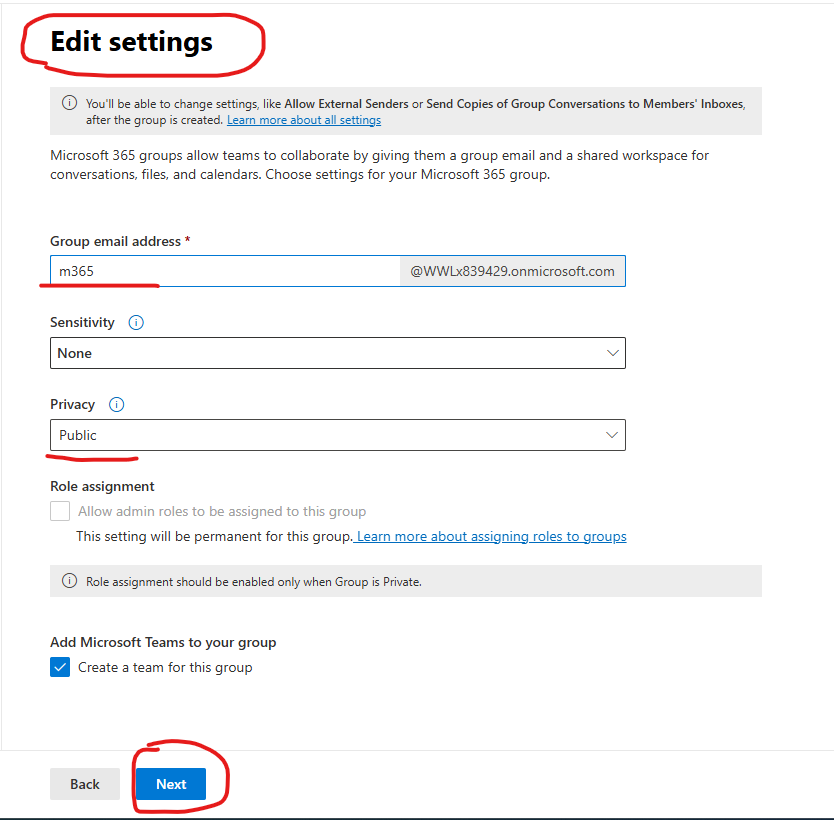 Edit settings
You'll be able to change settings, like Allow External Senders or Send Copies of Group Conversations to Members' Inboxes,
after the group is created. Learn more about all settings
Microsoft 365 groups allow teams to collaborate by giving them a group email and a shared workspace for
conversations, files, and calendars. Choose settings for your Microsoft 365 group.
Group email address *
m365 @WWLx839429.onmicrosoft.com
Sensitivity
None
Privacy
Public
Role assignment
Allow admin roles to be assigned to this group
This setting will be permanent for this group. Learn more about assigning roles to groups
Role assignment should be enabled only when Group is Private.
Add Microsoft Teams to your group
Create a team for this group
Back Next